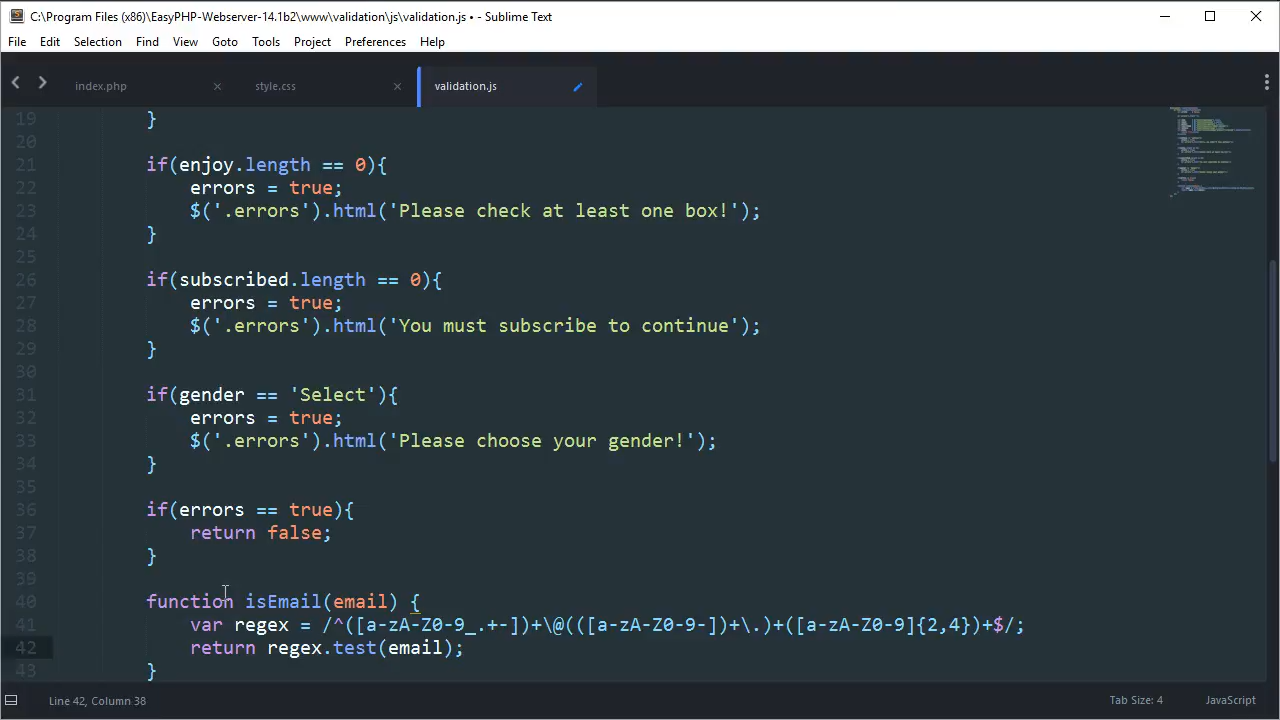 C:\Program Files (x86)\EasyPHP-Webserver-14.1b2\www\validation\js\validation.js • - Sublime Text
File Edit Selection Find View Goto Tools Project Preferences Help
index.php style.css validation.js
19 }
20
21 if(enjoy.length == 0){
22 errors = true;
23 $('.errors').html('Please check at least one box!');
24 }
25
26 if(subscribed.length == 0){
27 errors = true;
28 $('.errors').html('You must subscribe to continue');
29 }
30
31 if(gender == 'Select'){
32 errors = true;
33 $('.errors').html('Please choose your gender!');
34 }
35
36 if(errors == true){
37 return false;
38 }
39
40 function isEmail(email) {
41 var regex = /^([a-zA-Z0-9_.+-])+\@(([a-zA-Z0-9-])+\.)+([a-zA-Z0-9]{2,4})+$/;
42 return regex.test(email);
43 }
Line 42, Column 38 Tab Size: 4 JavaScript